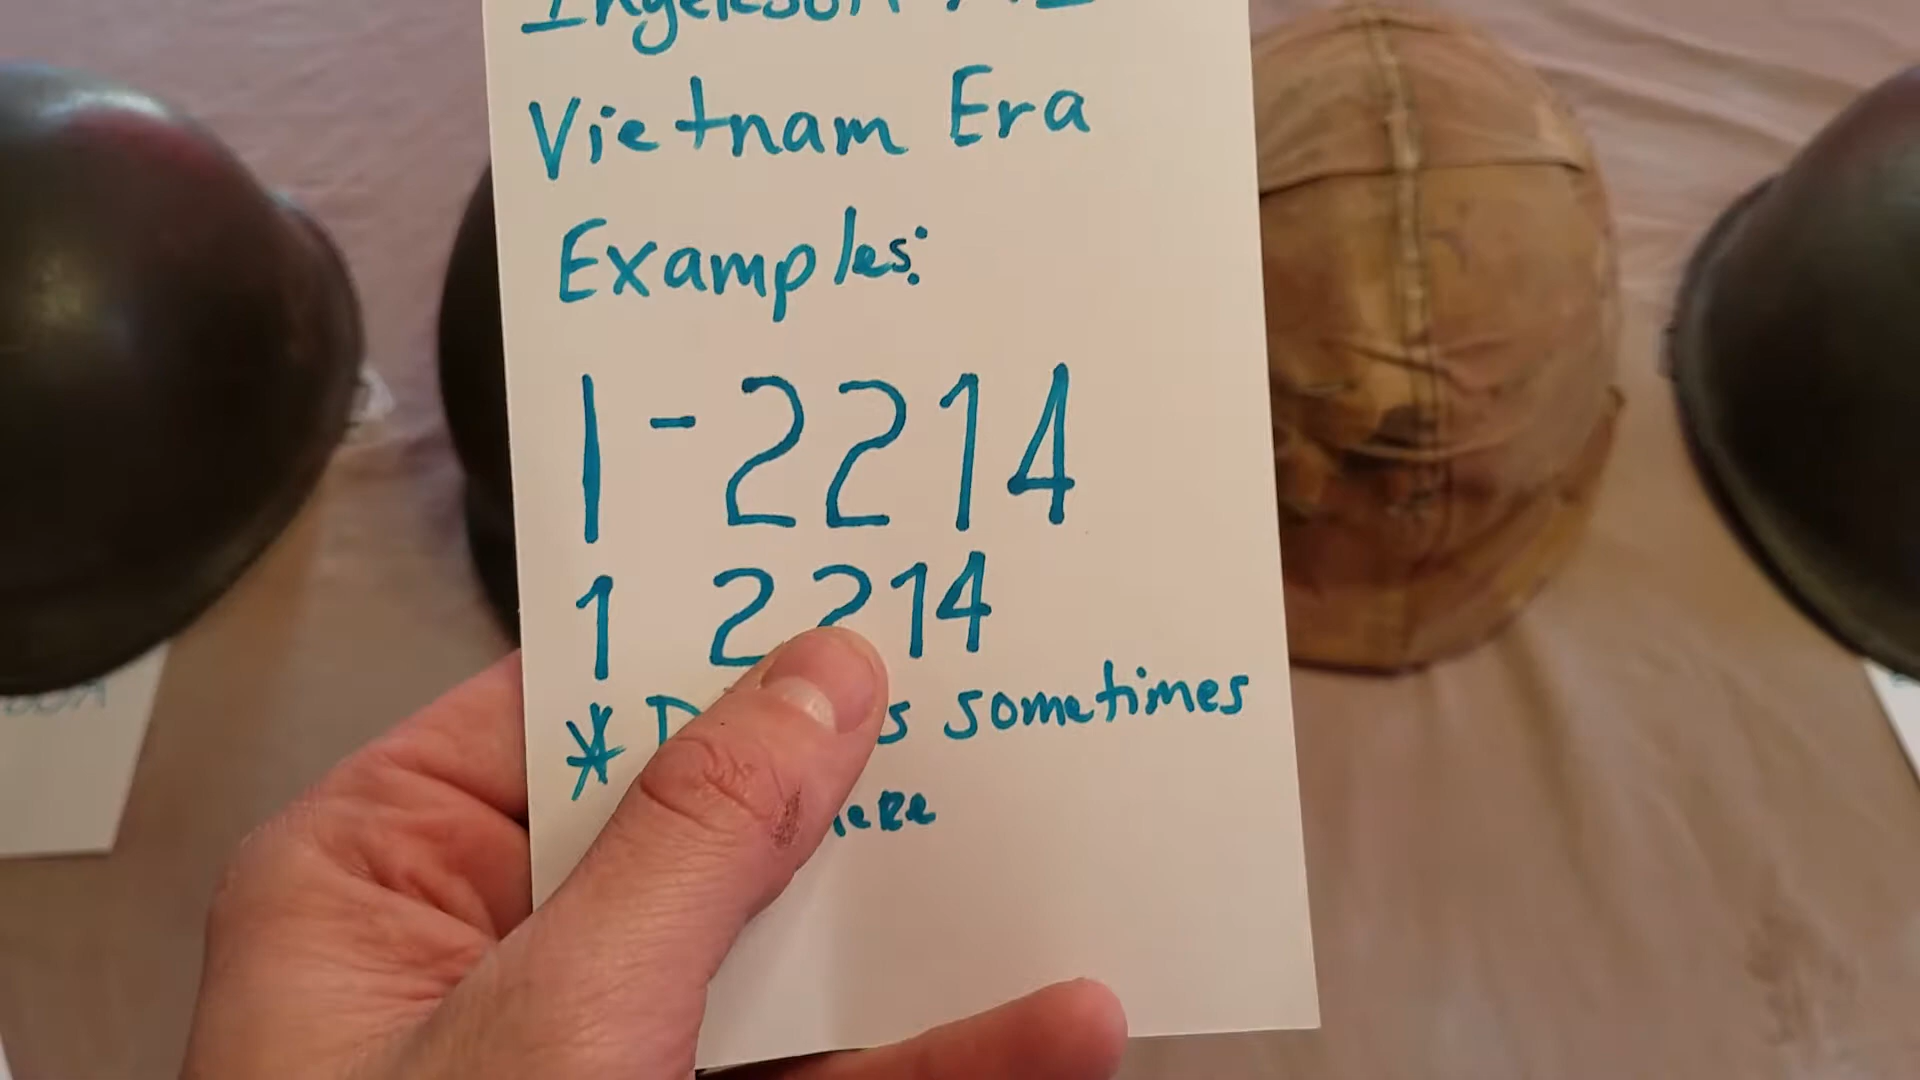 Vietnam Era
Examples:
1-2214
1 2214
* sometimes